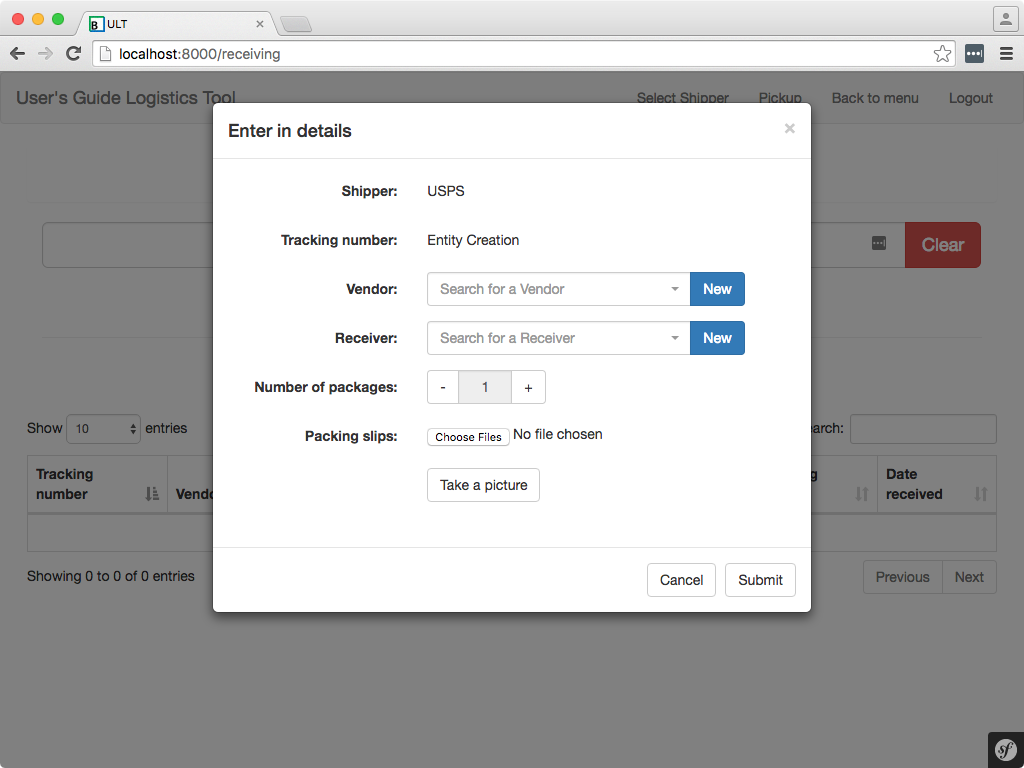 B ULT
localhost:8000/receiving
User's Guide Logistics Tool Select Shipper Pickup Back to menu Logout
Enter in details ×
Shipper: USPS
Tracking number: Entity Creation
Clear
Vendor: Search for a Vendor New
Receiver: Search for a Receiver New
Number of packages: - 1 +
Packing slips: Choose Files No file chosen
Show 10 entries
Tracking number
Date received
Take a picture
Showing 0 to 0 of 0 entries Previous Next
Cancel Submit
sf